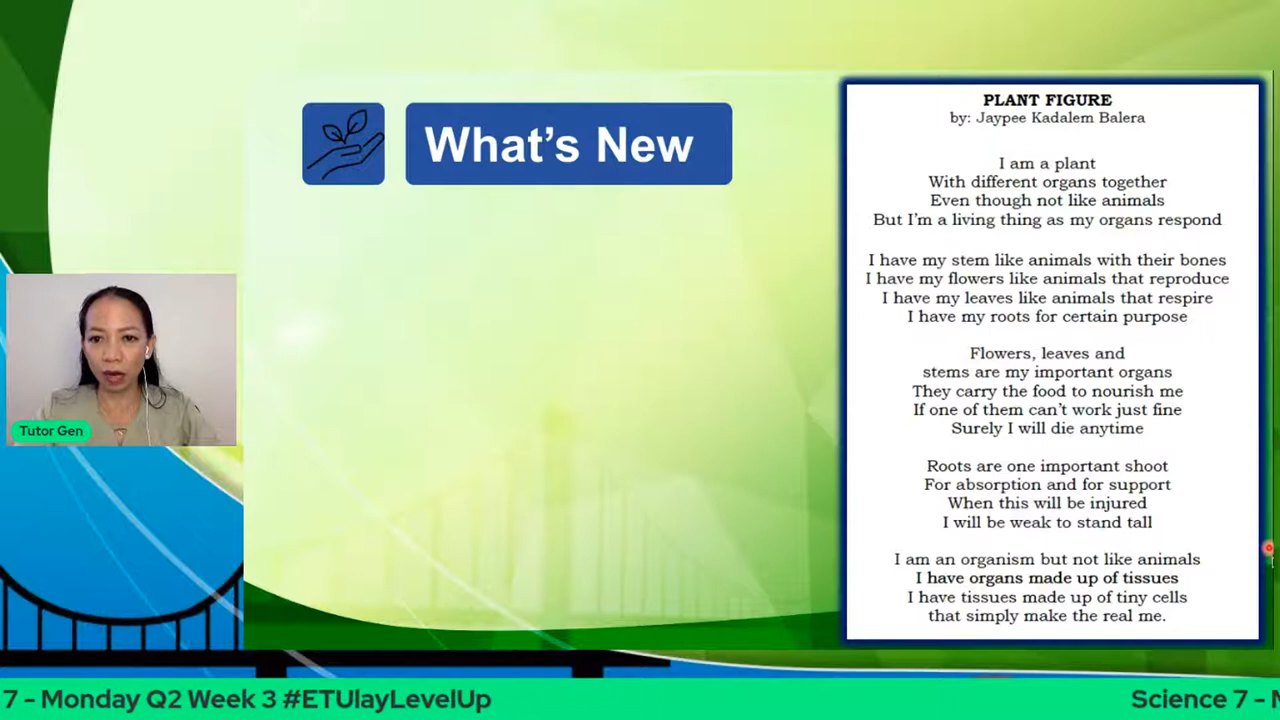 What's New
PLANT FIGURE
by: Jaypee Kadalem Balera
I am a plant
With different organs together
Even though not like animals
But I'm a living thing as my organs respond
I have my stem like animals with their bones
I have my flowers like animals that reproduce
I have my leaves like animals that respire
I have my roots for certain purpose
Flowers, leaves and
stems are my important organs
They carry the food to nourish me
If one of them can't work just fine
Surely I will die anytime
Roots are one important shoot
For absorption and for support
When this will be injured
I will be weak to stand tall
I am an organism but not like animals
I have organs made up of tissues
I have tissues made up of tiny cells
that simply make the real me.
Tutor Gen
7 - Monday Q2 Week 3 #ETUlayLevelUp
Science 7 -